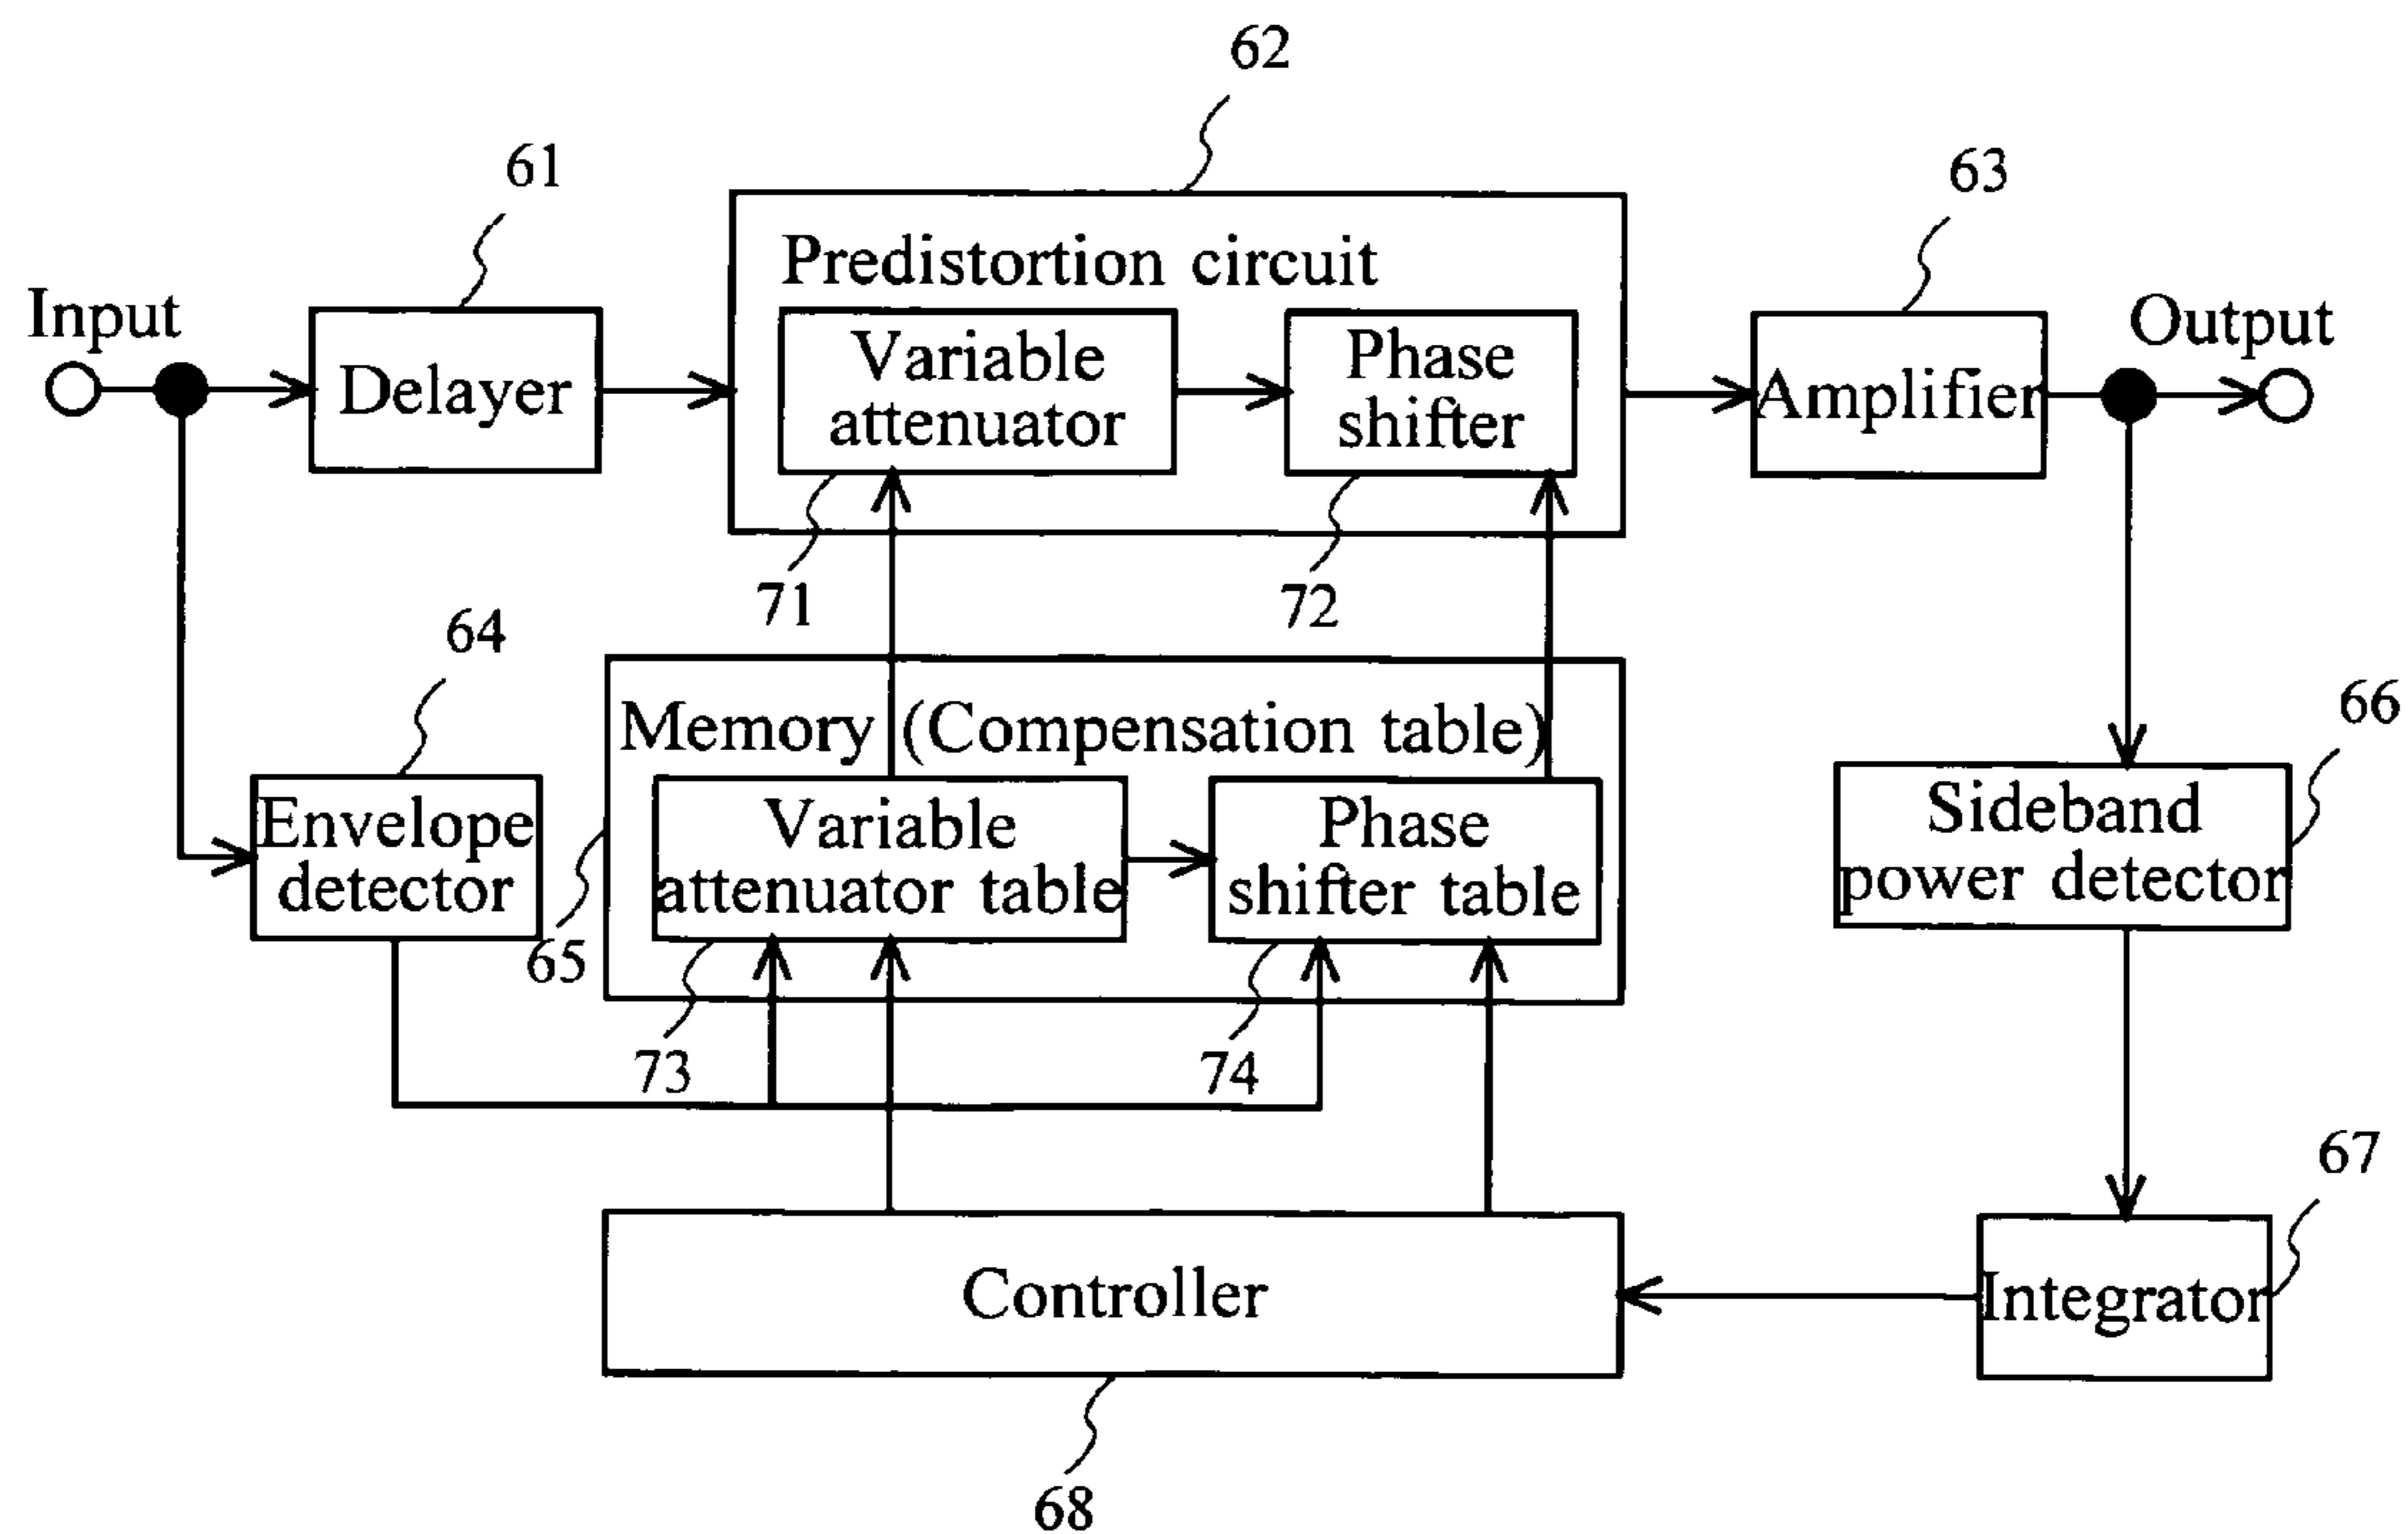 62
61
63
Predistortion circuit
Input
Output
Delayer
Variable
attenuator
Phase
shifter
Amplifier
71
72
64
66
Memory (Compensation table)
Envelope
detector
Variable
attenuator table
Phase
shifter table
Sideband
power detector
65
73
74
67
Controller
Integrator
68